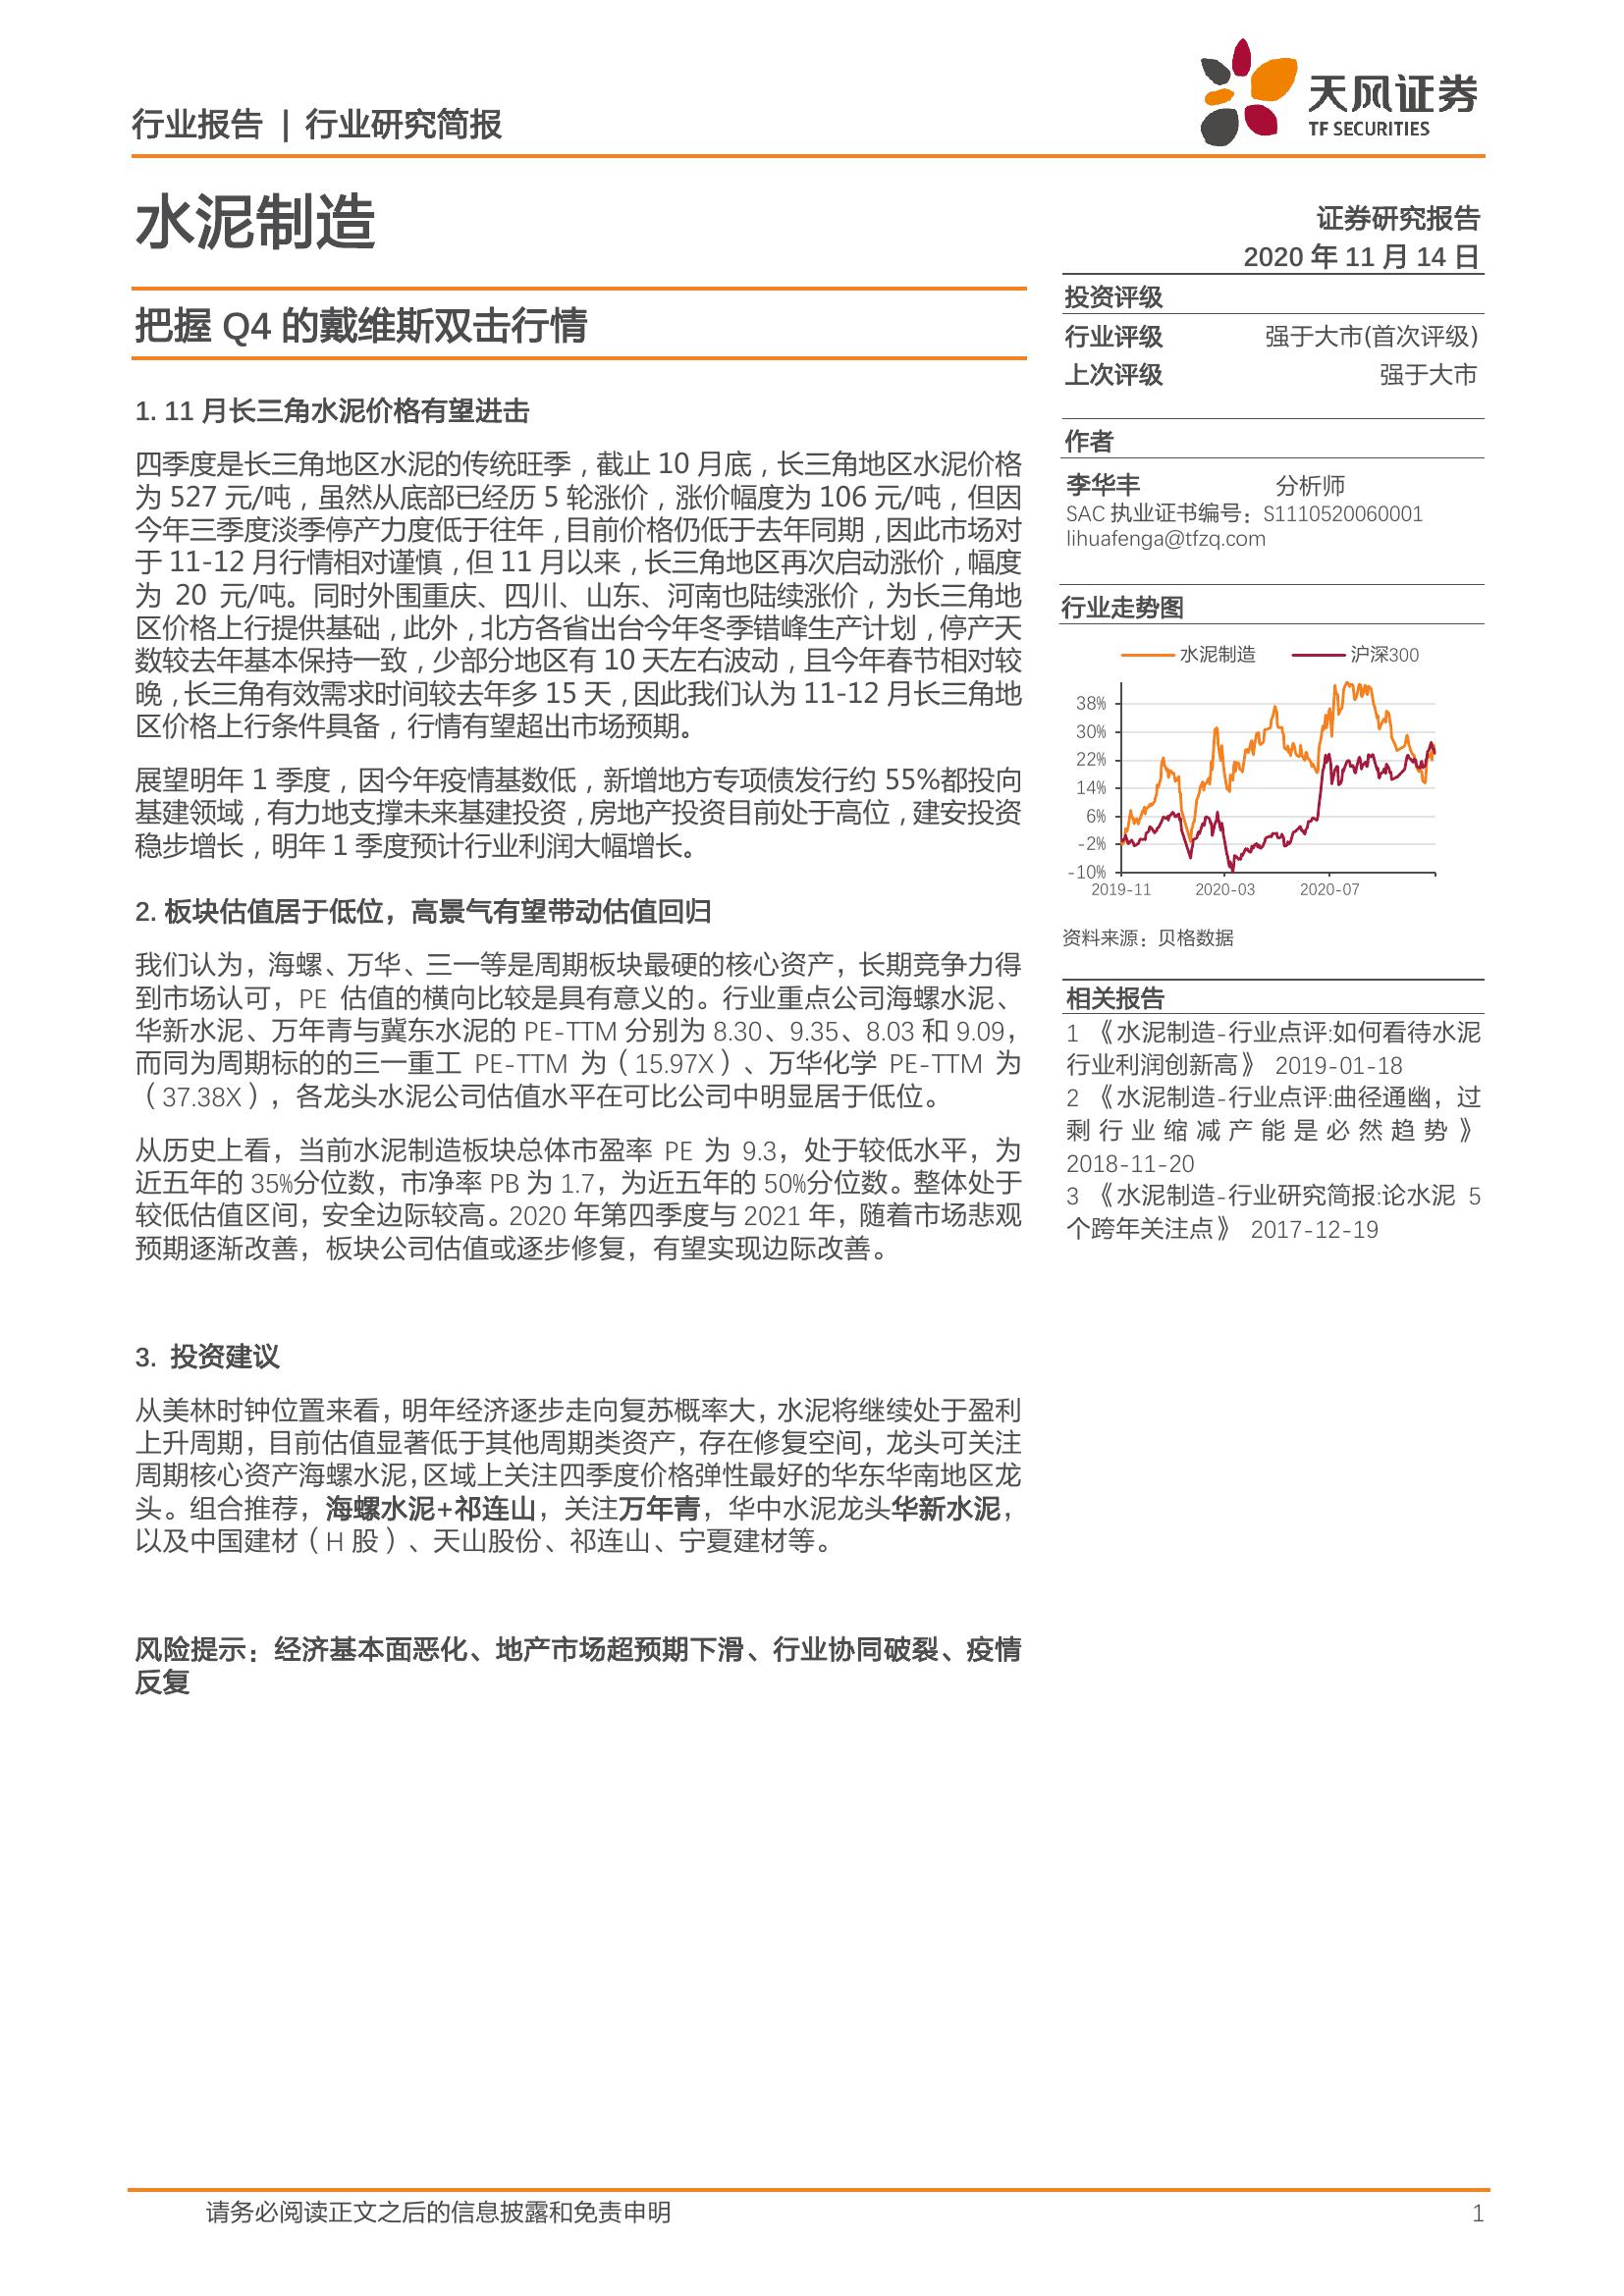 行业报告 | 行业研究简报
天风证券
TF SECURITIES
水泥制造
证券研究报告
2020 年 11 月 14 日
把握 Q4 的戴维斯双击行情
1. 11 月长三角水泥价格有望进击
四季度是长三角地区水泥的传统旺季，截止 10 月底，长三角地区水泥价格
为 527 元/吨，虽然从底部已经历 5 轮涨价，涨价幅度为 106 元/吨，但因
今年三季度淡季停产力度低于往年，目前价格仍低于去年同期，因此市场对
于 11-12 月行情相对谨慎，但 11 月以来，长三角地区再次启动涨价，幅度
为 20 元/吨。同时外围重庆、四川、山东、河南也陆续涨价，为长三角地
区价格上行提供基础，此外，北方各省出台今年冬季错峰生产计划，停产天
数较去年基本保持一致，少部分地区有 10 天左右波动，且今年春节相对较
晚，长三角有效需求时间较去年多 15 天，因此我们认为 11-12 月长三角地
区价格上行条件具备，行情有望超出市场预期。
展望明年 1 季度，因今年疫情基数低，新增地方专项债发行约 55%都投向
基建领域，有力地支撑未来基建投资，房地产投资目前处于高位，建安投资
稳步增长，明年 1 季度预计行业利润大幅增长。
2. 板块估值居于低位，高景气有望带动估值回归
我们认为，海螺、万华、三一等是周期板块最硬的核心资产，长期竞争力得
到市场认可，PE 估值的横向比较是具有意义的。行业重点公司海螺水泥、
华新水泥、万年青与冀东水泥的 PE-TTM 分别为 8.30、9.35、8.03 和 9.09，
而同为周期标的的三一重工 PE-TTM 为（15.97X）、万华化学 PE-TTM 为
（37.38X），各龙头水泥公司估值水平在可比公司中明显居于低位。
从历史上看，当前水泥制造板块总体市盈率 PE 为 9.3，处于较低水平，为
近五年的 35%分位数，市净率 PB 为 1.7，为近五年的 50%分位数。整体处于
较低估值区间，安全边际较高。2020 年第四季度与 2021 年，随着市场悲观
预期逐渐改善，板块公司估值或逐步修复，有望实现边际改善。
3. 投资建议
从美林时钟位置来看，明年经济逐步走向复苏概率大，水泥将继续处于盈利
上升周期，目前估值显著低于其他周期类资产，存在修复空间，龙头可关注
周期核心资产海螺水泥，区域上关注四季度价格弹性最好的华东华南地区龙
头。组合推荐，海螺水泥+祁连山，关注万年青，华中水泥龙头华新水泥，
以及中国建材（H 股）、天山股份、祁连山、宁夏建材等。
风险提示：经济基本面恶化、地产市场超预期下滑、行业协同破裂、疫情
反复
投资评级
行业评级 强于大市(首次评级)
上次评级 强于大市
作者
李华丰 分析师
SAC 执业证书编号：S1110520060001
lihuafenga@tfzq.com
行业走势图
水泥制造 沪深300
38%
30%
22%
14%
6%
-2%
-10%
2019-11 2020-03 2020-07
资料来源：贝格数据
相关报告
1 《水泥制造-行业点评:如何看待水泥
行业利润创新高》 2019-01-18
2 《水泥制造-行业点评:曲径通幽，过
剩行业缩减产能是必然趋势》
2018-11-20
3 《水泥制造-行业研究简报:论水泥 5
个跨年关注点》 2017-12-19
请务必阅读正文之后的信息披露和免责申明 1